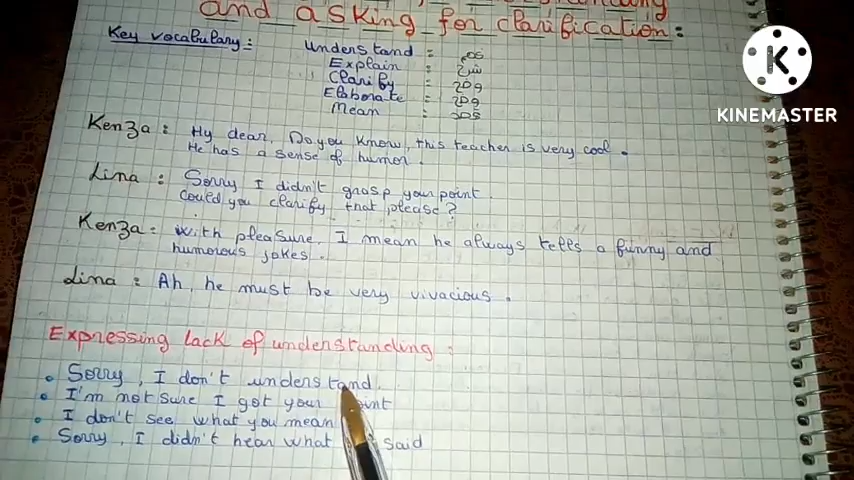 and asking for clarification :
Key vocabulary :
Understand :
Explain :
Clarify :
Elaborate :
Mean :
Kenza : Hy dear, Do you know, this teacher is very cool .
He has a sense of humor .
Lina : Sorry I didn't grasp your point.
Could you clarify that please ?
Kenza : with pleasure. I mean he always tells a funny and
humorous jokes .
Lina : Ah, he must be very vivacious .
Expressing lack of understanding :
• Sorry, I don't understand.
• I'm not sure I got your
• I don't see what you mean
• Sorry, I didn't hear what said
K
KINEMASTER